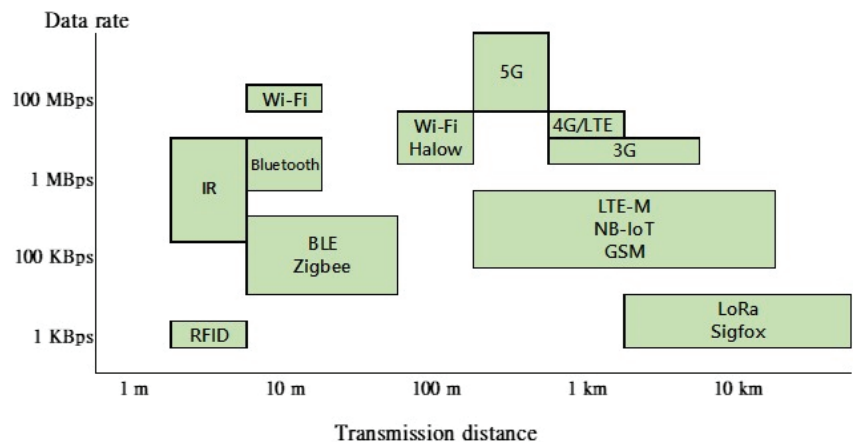 Data rate
5G
100 MBps
Wi-Fi
Wi-Fi
Halow
4G/LTE
3G
Bluetooth
1 MBps
IR
LTE-M
NB-IoT
GSM
BLE
Zigbee
100 KBps
LoRa
Sigfox
1 KBps
RFID
1 m
10 m
100 m
1 km
10 km
Transmission distance